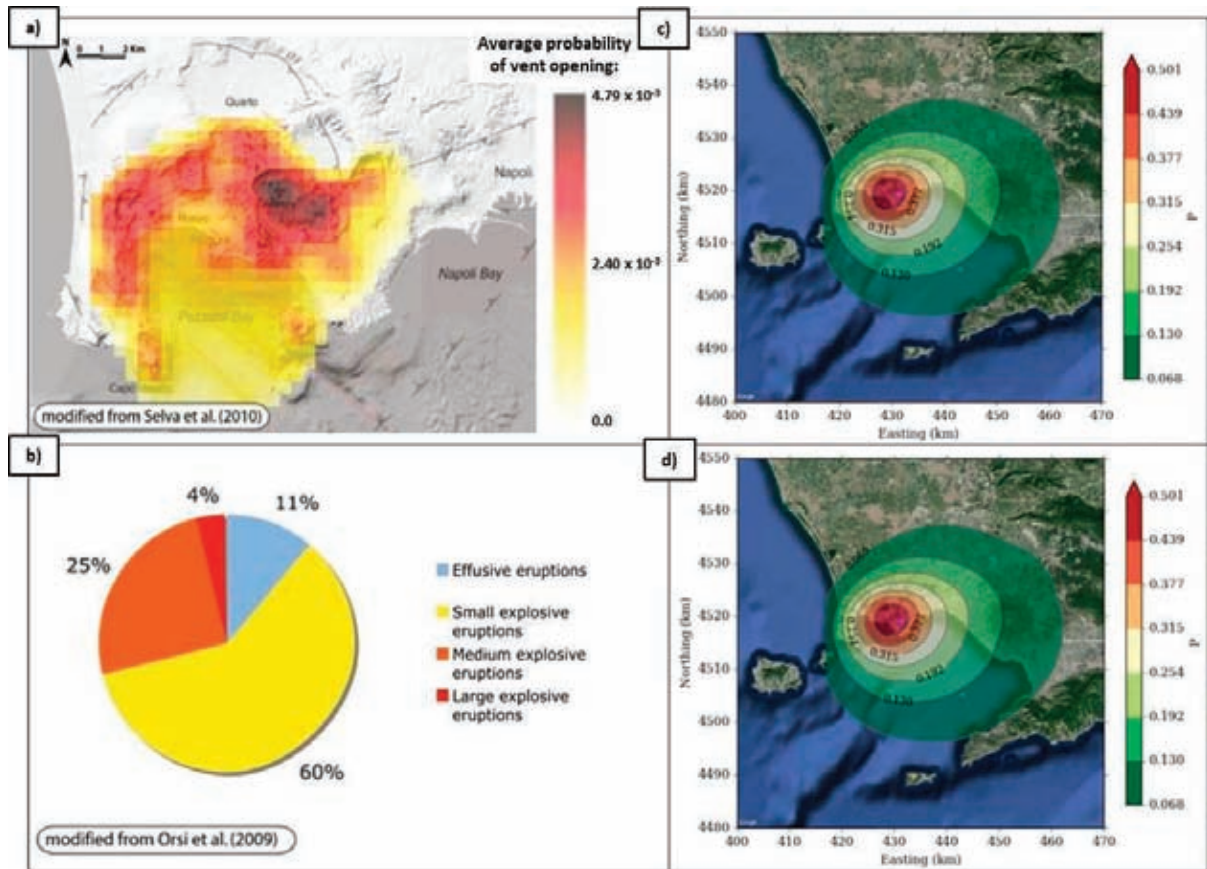 a)
N
0 1 2 Km
Quarto
Napoli
Napoli Bay
Pozzuoli Bay
modified from Selva et al. (2010)
Average probability
of vent opening:
4.79 x 10⁻³
2.40 x 10⁻³
0.0
b)
4%
11%
25%
60%
Effusive eruptions
Small explosive
eruptions
Medium explosive
eruptions
Large explosive
eruptions
modified from Orsi et al. (2009)
c)
4550
4540
4530
4520
4510
4500
4490
4480
Northing (km)
400 410 420 430 440 450 460 470
Easting (km)
0.315
0.192
0.130
0.501
0.439
0.377
0.315
0.254
0.192
0.130
0.068
P
d)
4550
4540
4530
4520
4510
4500
4490
4480
Northing (km)
400 410 420 430 440 450 460 470
Easting (km)
0.315
0.192
0.130
0.501
0.439
0.377
0.315
0.254
0.192
0.130
0.068
P